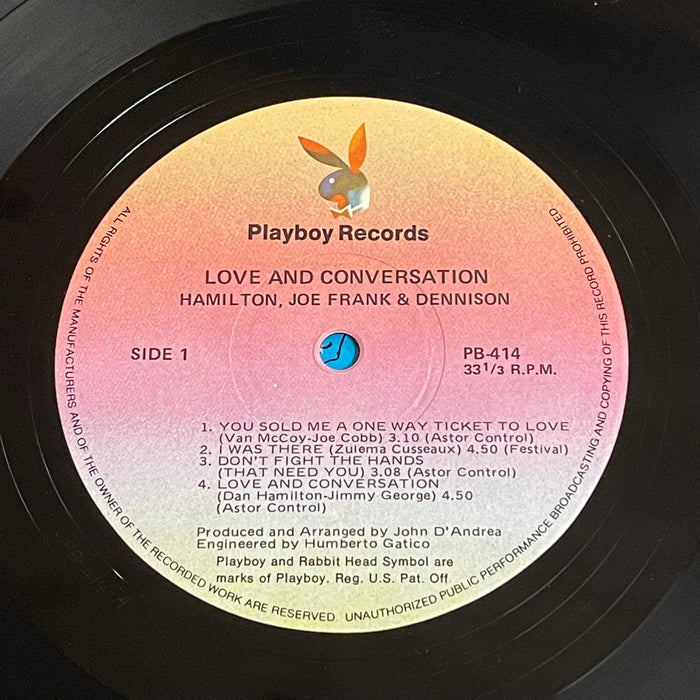 Playboy Records
LOVE AND CONVERSATION
HAMILTON, JOE FRANK & DENNISON
SIDE 1
PB-414
33 1/3 R.P.M.
1. YOU SOLD ME A ONE WAY TICKET TO LOVE
(Van McCoy-Joe Cobb) 3.10 (Astor Control)
2. I WAS THERE (Zulema Cusseaux) 4.50 (Festival)
3. DON'T FIGHT THE HANDS
(THAT NEED YOU) 3.08 (Astor Control)
4. LOVE AND CONVERSATION
(Dan Hamilton-Jimmy George) 4.50
(Astor Control)
Produced and Arranged by John D'Andrea
Engineered by Humberto Gatico
Playboy and Rabbit Head Symbol are
marks of Playboy. Reg. U.S. Pat. Off.
ALL RIGHTS OF THE MANUFACTURERS AND OF THE OWNER OF THE RECORDED WORK ARE RESERVED. UNAUTHORIZED PUBLIC PERFORMANCE BROADCASTING AND COPYING OF THIS RECORD PROHIBITED